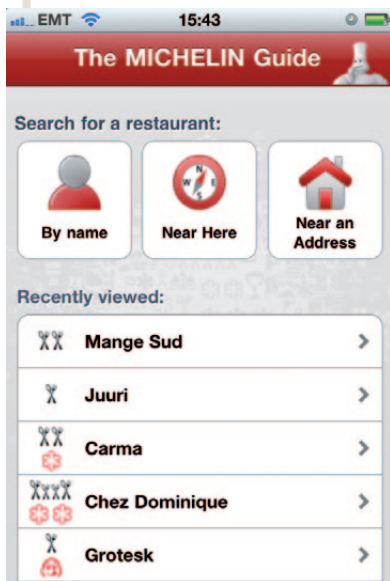 EMT 15:43
The MICHELIN Guide
Search for a restaurant:
By name
Near Here
Near an
Address
Recently viewed:
Mange Sud
Juuri
Carma
Chez Dominique
Grotesk